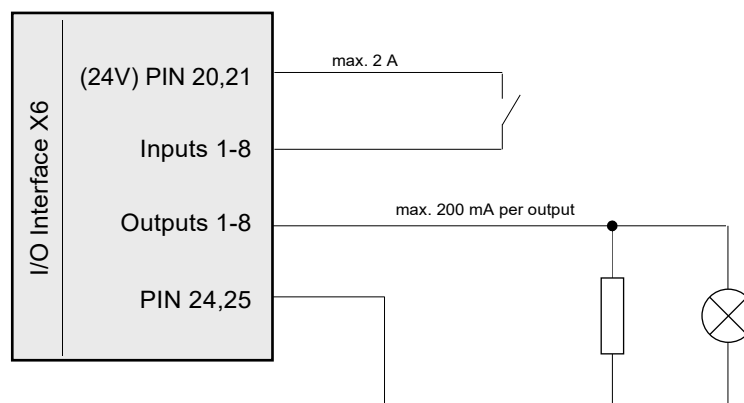 I/O Interface X6
(24V) PIN 20,21
max. 2 A
Inputs 1-8
Outputs 1-8
max. 200 mA per output
PIN 24,25